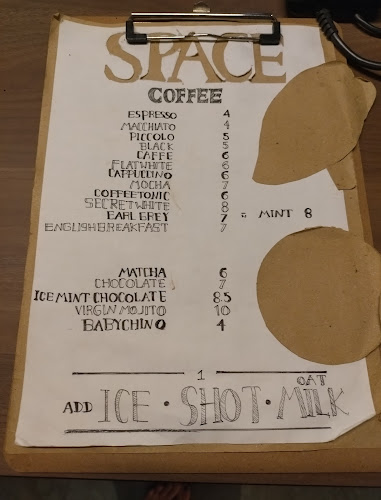 SPACE
COFFEE
ESPRESSO 4
MACCHIATO 4
PICCOLO 5
BLACK 5
CAFFE 6
FLATWHITE 6
CAPPUCCINO 6
MOCHA 7
COFFEETONIC 6
SECRETWHITE 8
EARL GREY 7 :: MINT 8
ENGLISH BREAKFAST 7
MATCHA 6
CHOCOLATE 7
ICE MINT CHOCOLATE 8.5
VIRGIN MOJITO 10
BABYCHINO 4
1
ADD ICE · SHOT · OAT MILK